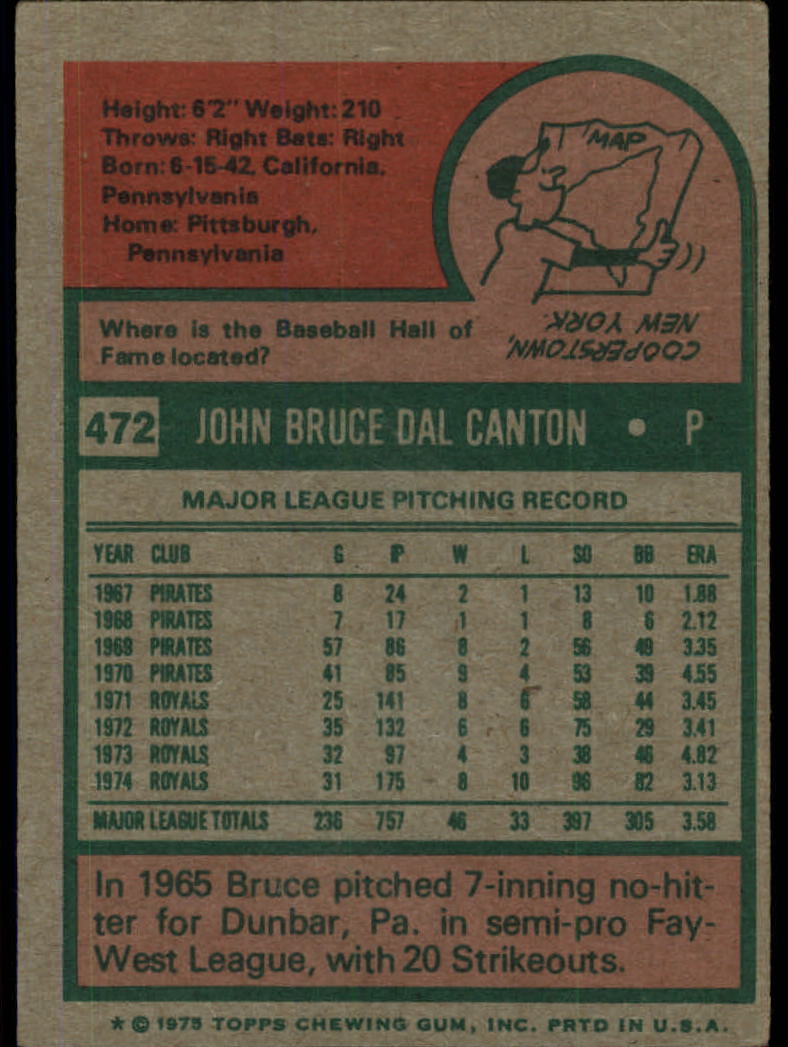 Height: 6'2" Weight: 210
Throws: Right Bats: Right
Born: 6-15-42, California,
Pennsylvania
Home: Pittsburgh,
Pennsylvania
MAP
Where is the Baseball Hall of
Fame located?
COOPERSTOWN,
NEW YORK.
472 JOHN BRUCE DAL CANTON • P
MAJOR LEAGUE PITCHING RECORD
YEAR CLUB G IP W L SO BB ERA
1967 PIRATES 8 24 2 1 13 10 1.88
1968 PIRATES 7 17 1 1 8 6 2.12
1969 PIRATES 57 86 8 2 56 49 3.35
1970 PIRATES 41 85 9 4 53 39 4.55
1971 ROYALS 25 141 8 6 58 44 3.45
1972 ROYALS 35 132 6 6 75 29 3.41
1973 ROYALS 32 97 4 3 38 46 4.82
1974 ROYALS 31 175 8 10 96 82 3.13
MAJOR LEAGUE TOTALS 236 757 46 33 397 305 3.58
In 1965 Bruce pitched 7-inning no-hit-
ter for Dunbar, Pa. in semi-pro Fay-
West League, with 20 Strikeouts.
* © 1975 TOPPS CHEWING GUM, INC. PRTD IN U.S.A.